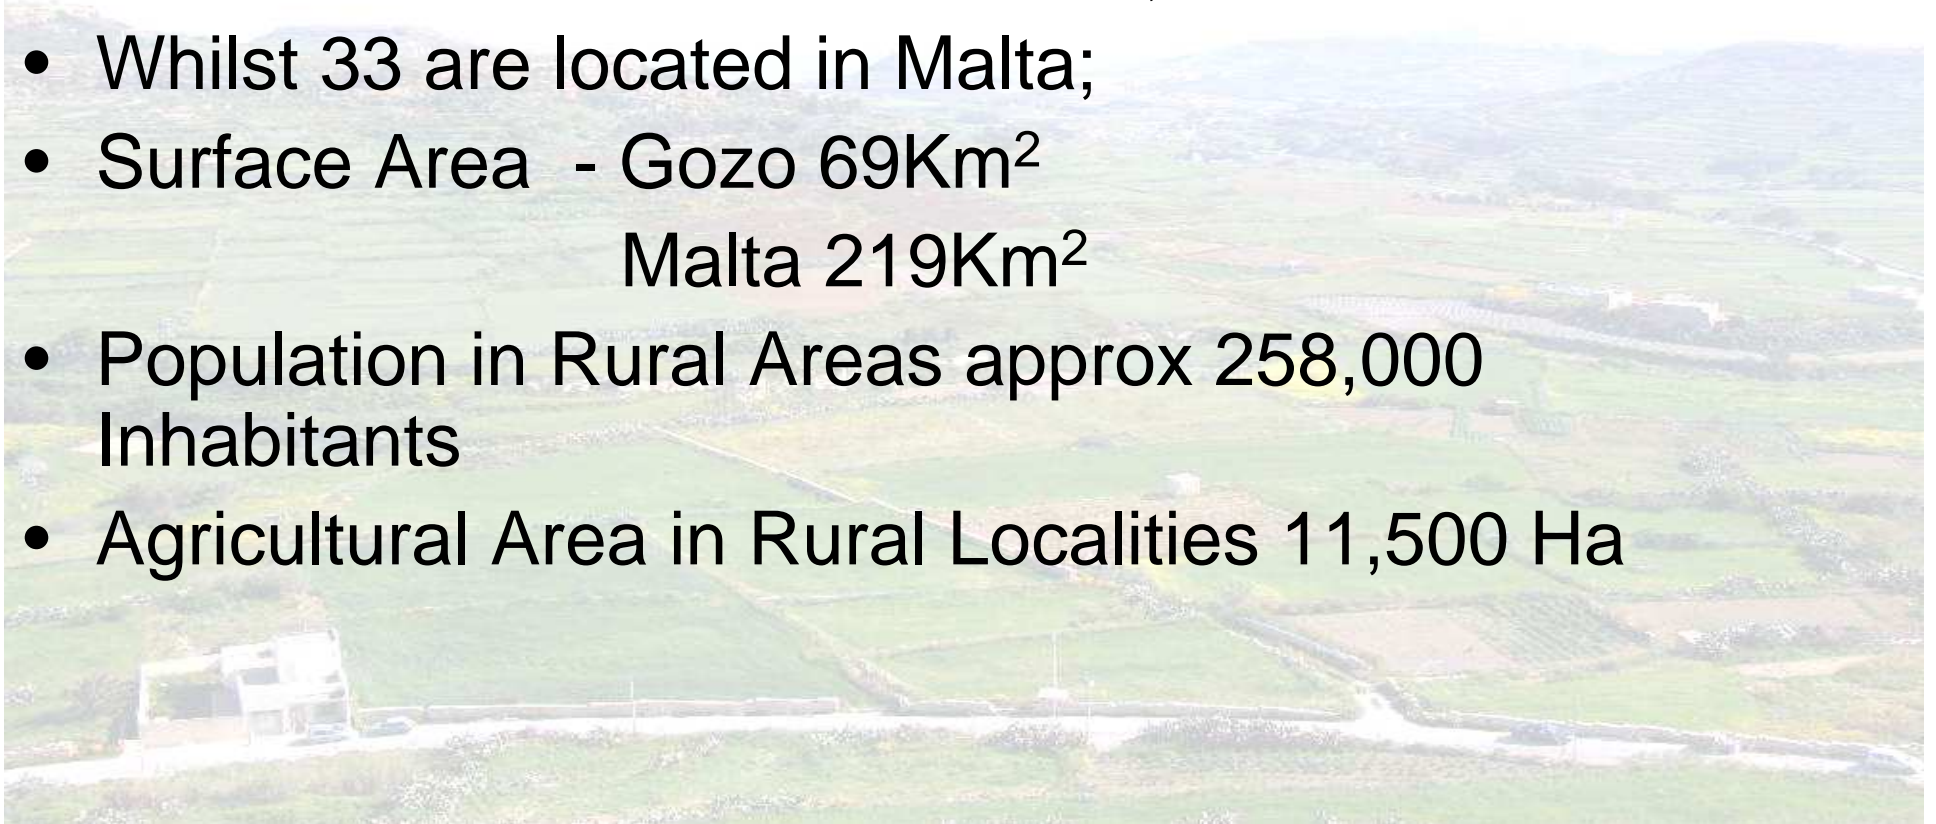 • Whilst 33 are located in Malta;
• Surface Area - Gozo 69Km²
Malta 219Km²
• Population in Rural Areas approx 258,000
Inhabitants
• Agricultural Area in Rural Localities 11,500 Ha